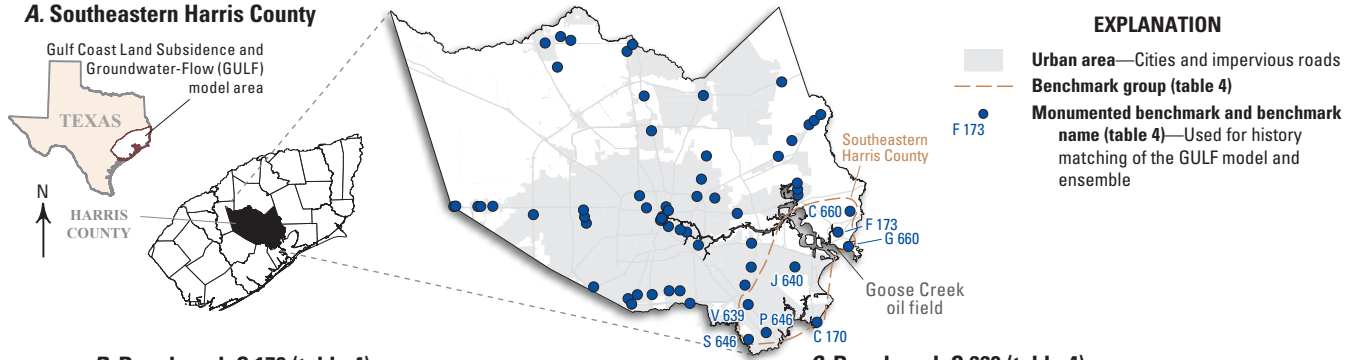 A. Southeastern Harris County
Gulf Coast Land Subsidence and
Groundwater-Flow (GULF)
model area
TEXAS
N
HARRIS
COUNTY
Southeastern
Harris County
C 660
F 173
G 660
J 640
Goose Creek
oil field
V 639
P 646
S 646
C 170
EXPLANATION
Urban area—Cities and impervious roads
Benchmark group (table 4)
Monumented benchmark and benchmark
name (table 4)—Used for history
matching of the GULF model and
ensemble
F 173